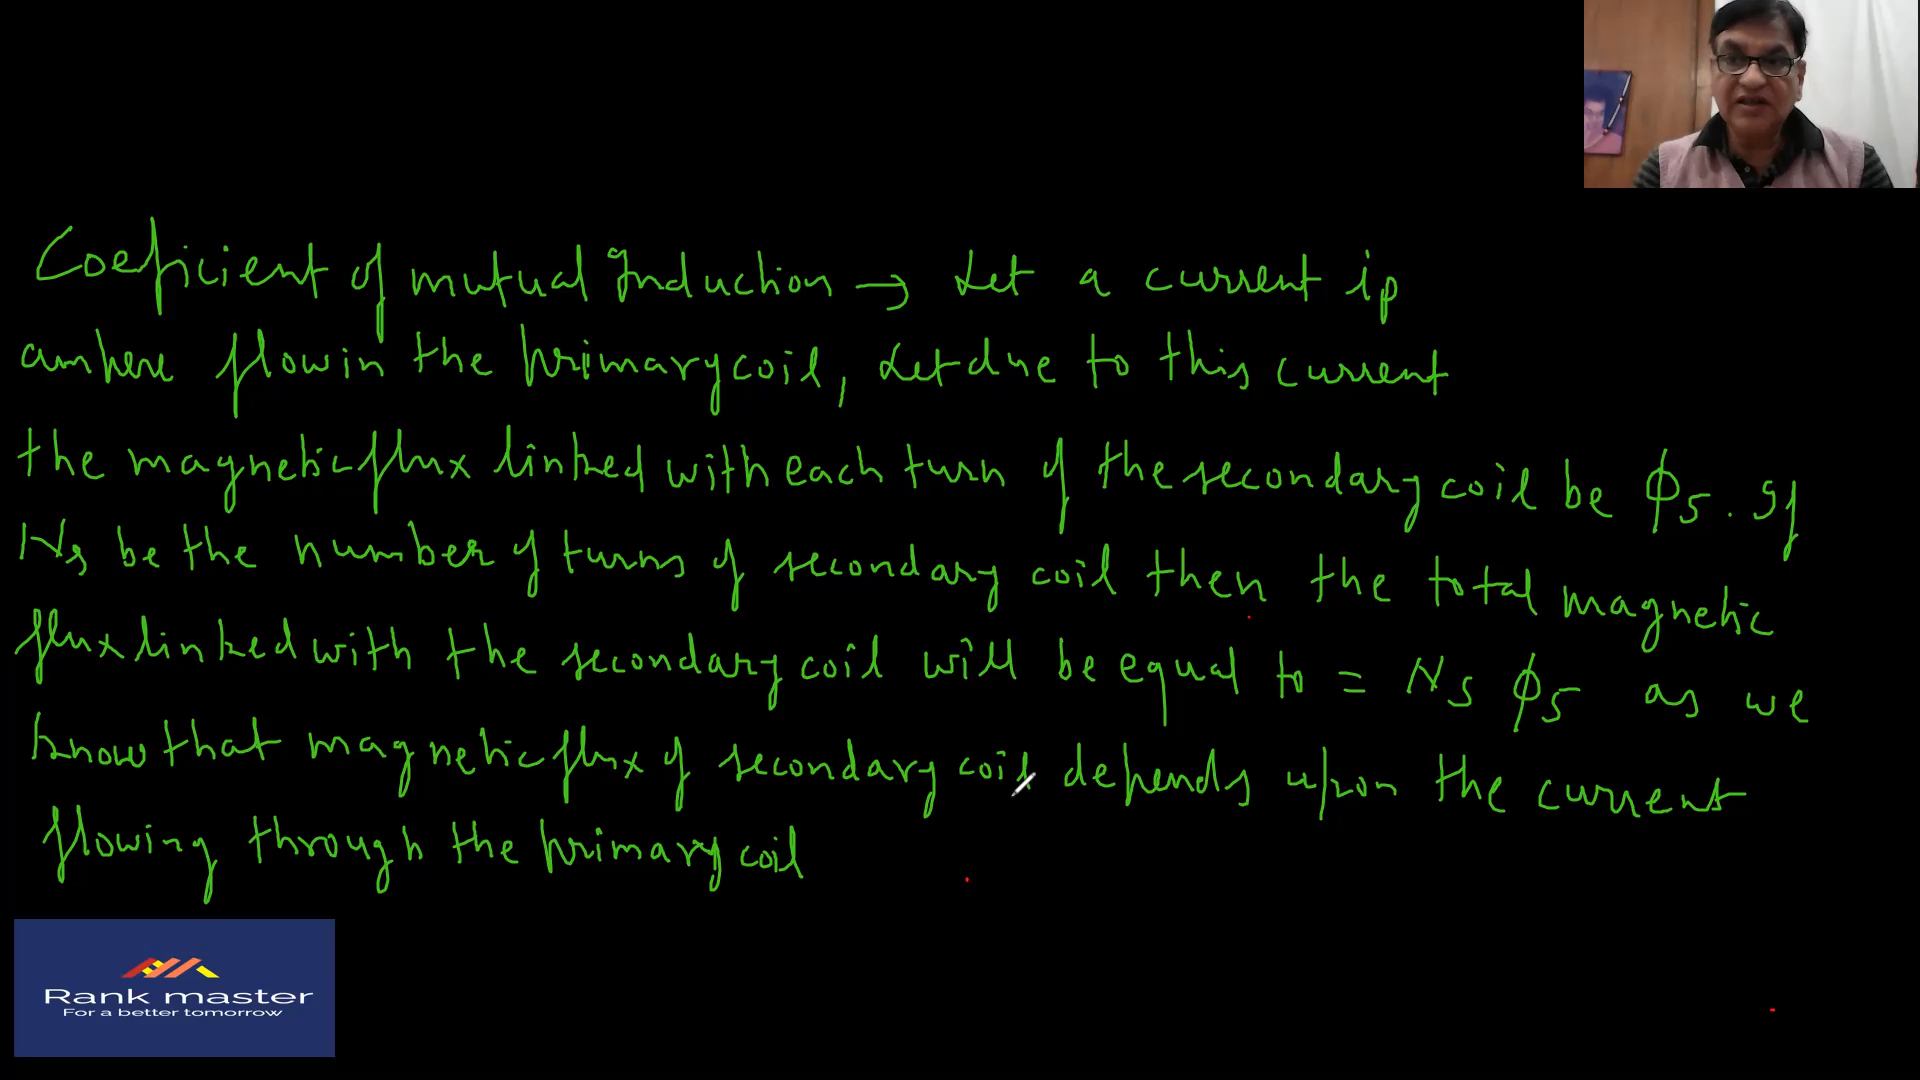 Coeficient of mutual Induction → Let a current ip
ampere flow in the primary coil, Let due to this current
the magnetic flux linked with each turn of the secondary coil be ϕs. If
Ns be the number of turns of secondary coil then the total magnetic
flux linked with the secondary coil will be equal to = Ns ϕs as we
know that magnetic flux of secondary coil depends upon the current
flowing through the primary coil
Rank master
For a better tomorrow